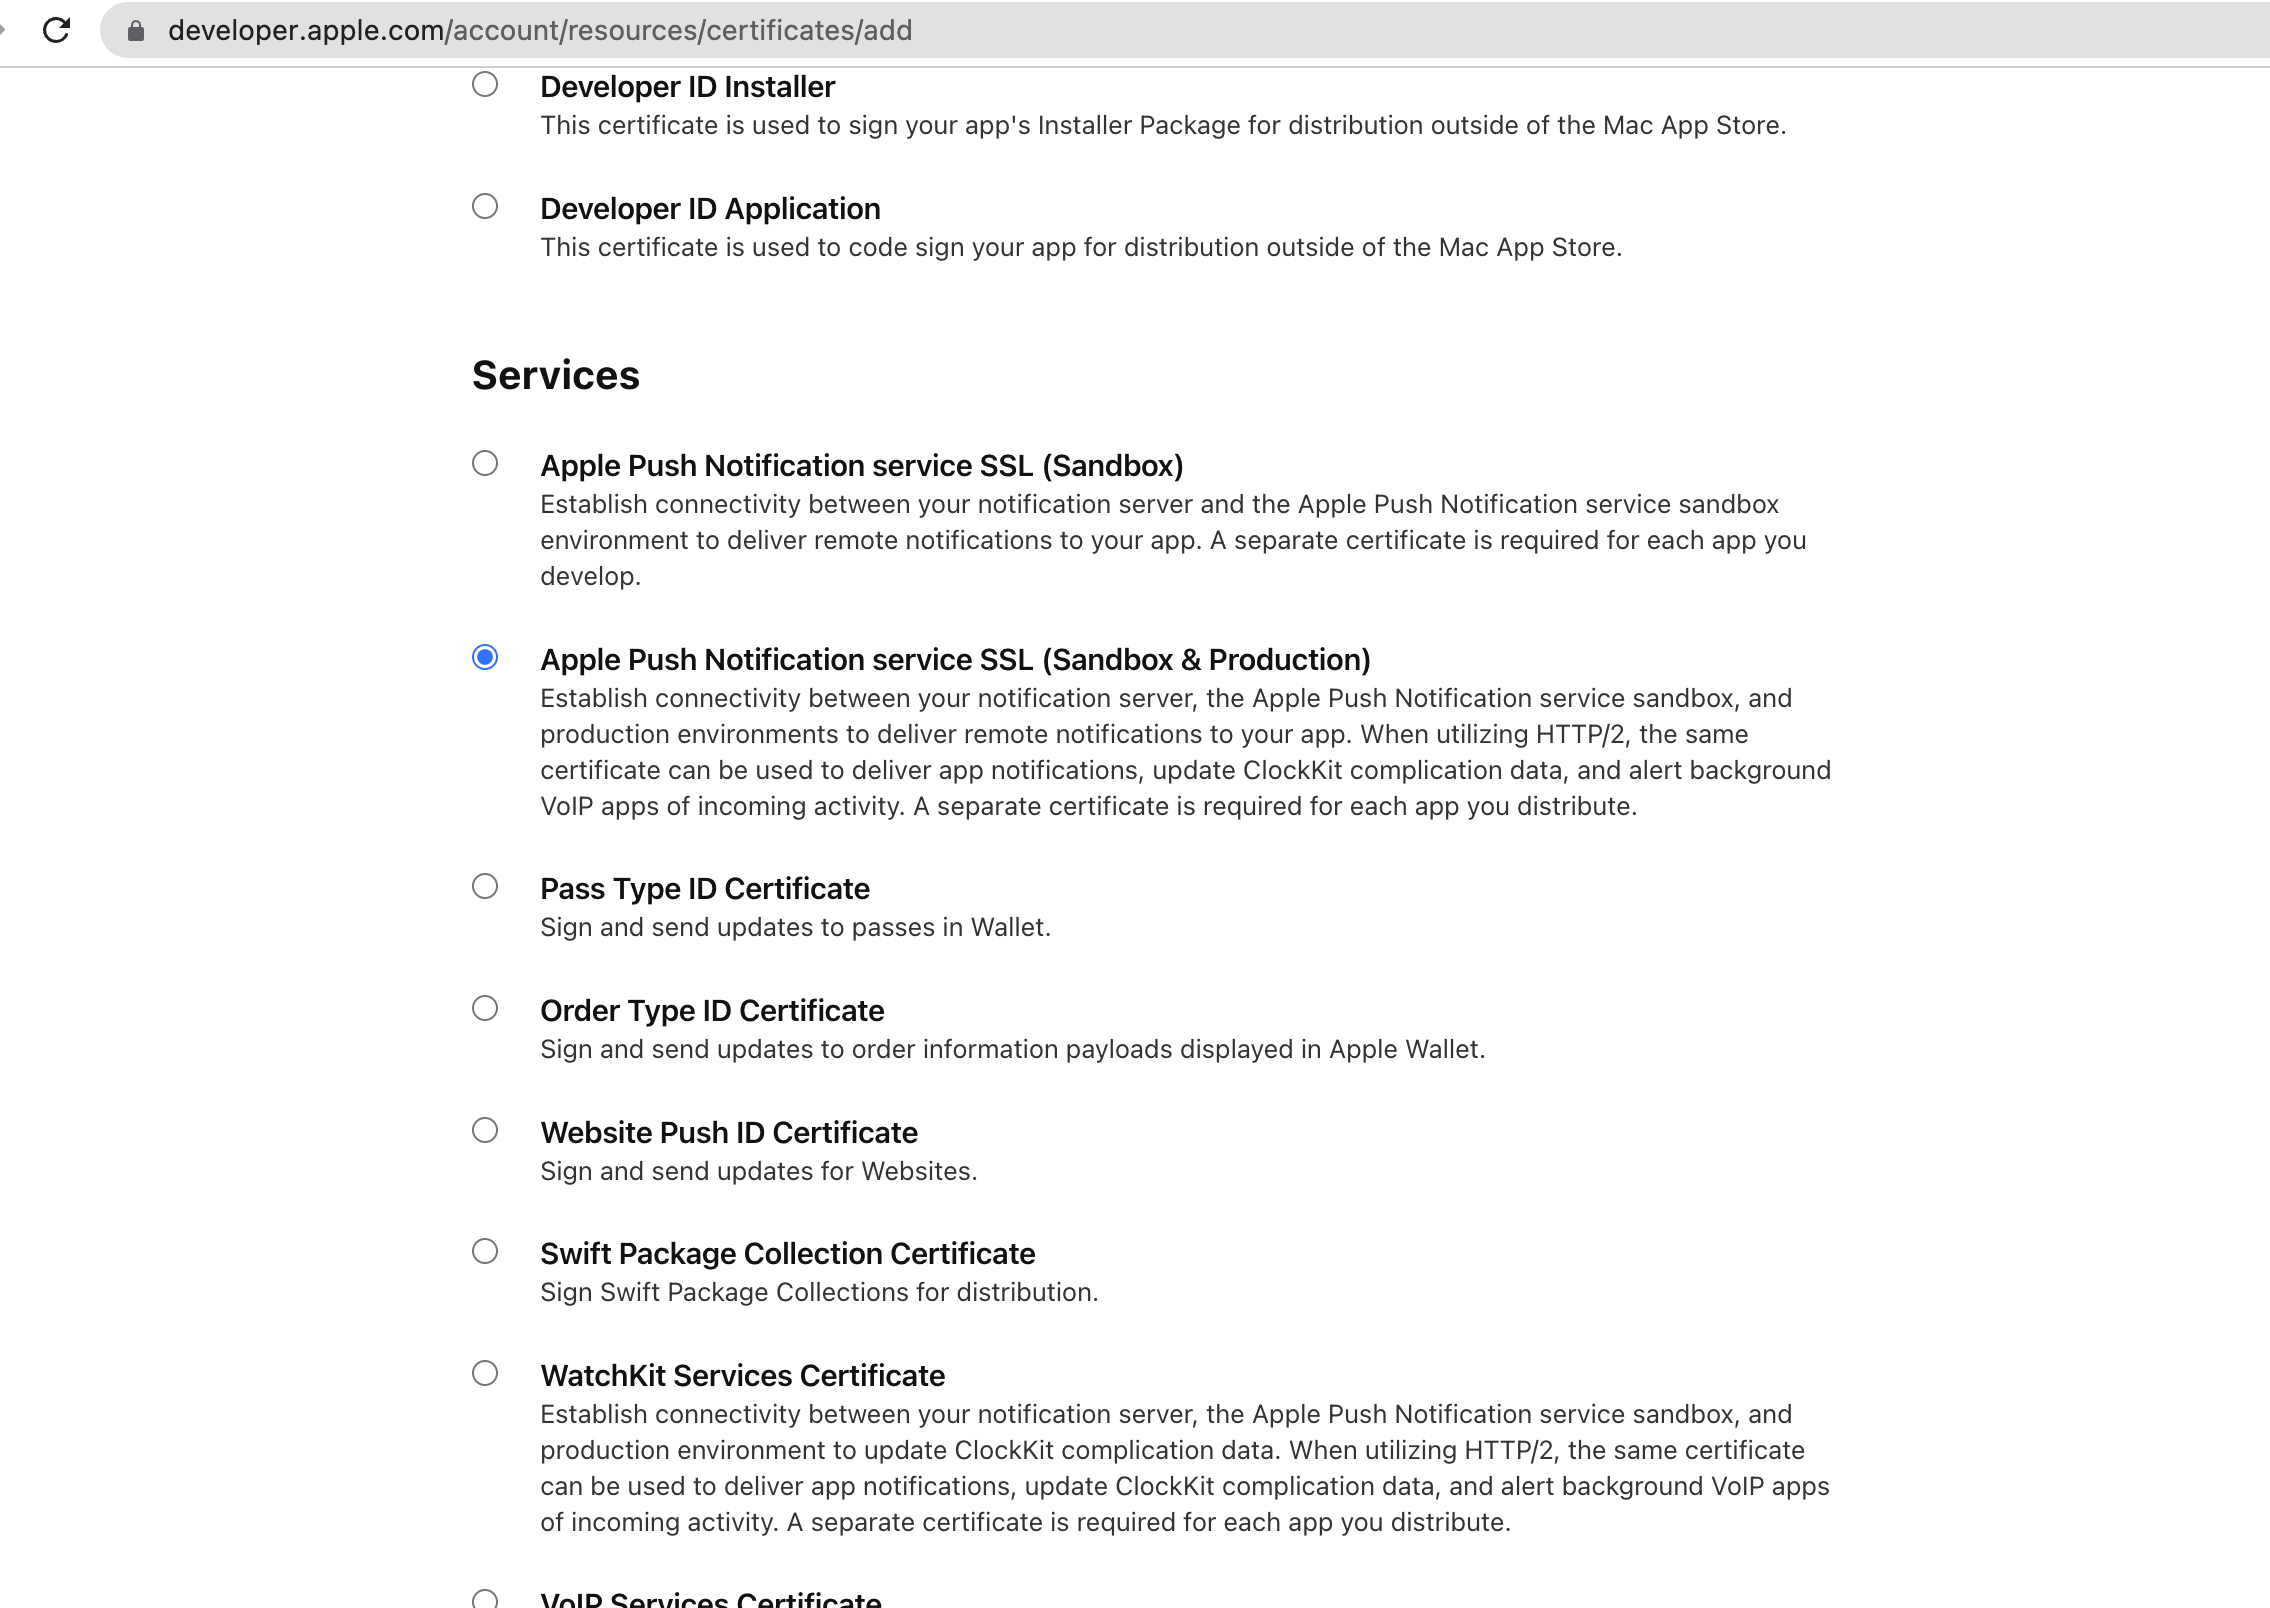 developer.apple.com/account/resources/certificates/add
Developer ID Installer
This certificate is used to sign your app's Installer Package for distribution outside of the Mac App Store.
Developer ID Application
This certificate is used to code sign your app for distribution outside of the Mac App Store.
Services
Apple Push Notification service SSL (Sandbox)
Establish connectivity between your notification server and the Apple Push Notification service sandbox
environment to deliver remote notifications to your app. A separate certificate is required for each app you
develop.
Apple Push Notification service SSL (Sandbox & Production)
Establish connectivity between your notification server, the Apple Push Notification service sandbox, and
production environments to deliver remote notifications to your app. When utilizing HTTP/2, the same
certificate can be used to deliver app notifications, update ClockKit complication data, and alert background
VoIP apps of incoming activity. A separate certificate is required for each app you distribute.
Pass Type ID Certificate
Sign and send updates to passes in Wallet.
Order Type ID Certificate
Sign and send updates to order information payloads displayed in Apple Wallet.
Website Push ID Certificate
Sign and send updates for Websites.
Swift Package Collection Certificate
Sign Swift Package Collections for distribution.
WatchKit Services Certificate
Establish connectivity between your notification server, the Apple Push Notification service sandbox, and
production environment to update ClockKit complication data. When utilizing HTTP/2, the same certificate
can be used to deliver app notifications, update ClockKit complication data, and alert background VoIP apps
of incoming activity. A separate certificate is required for each app you distribute.
VoIP Services Certificate